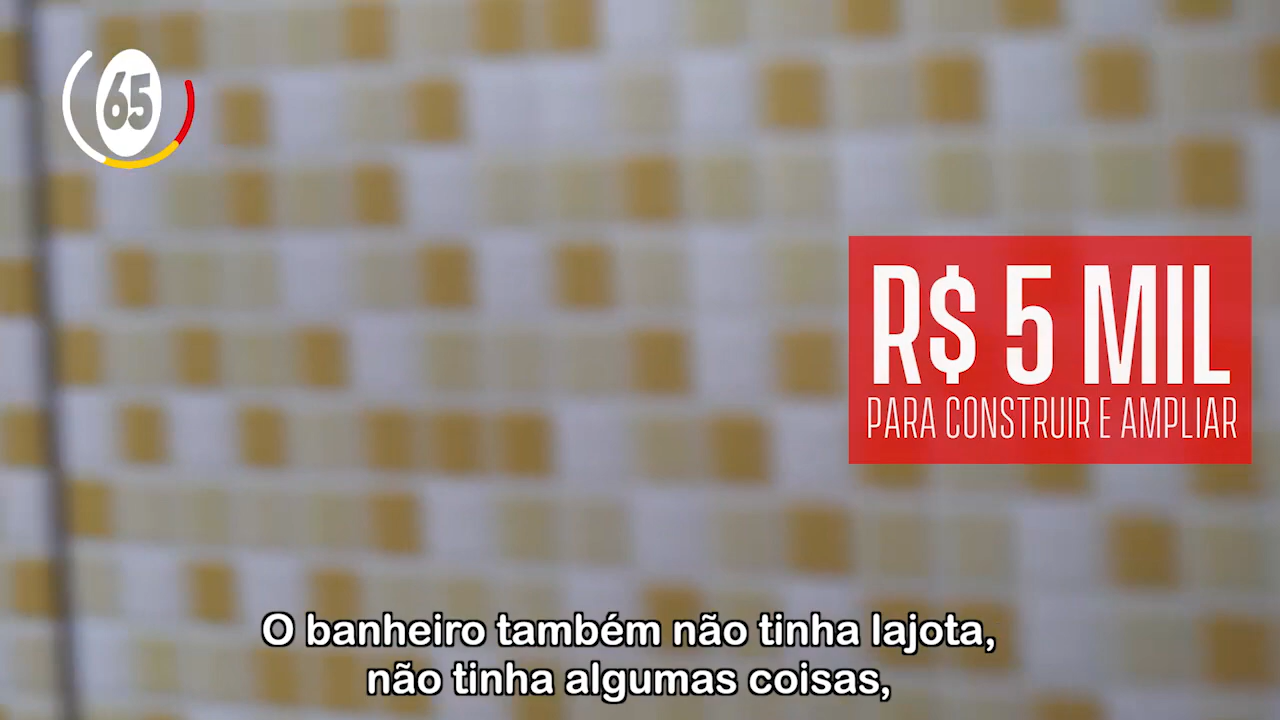 65
R$ 5 MIL
PARA CONSTRUIR E AMPLIAR
O banheiro também não tinha lajota,
não tinha algumas coisas,